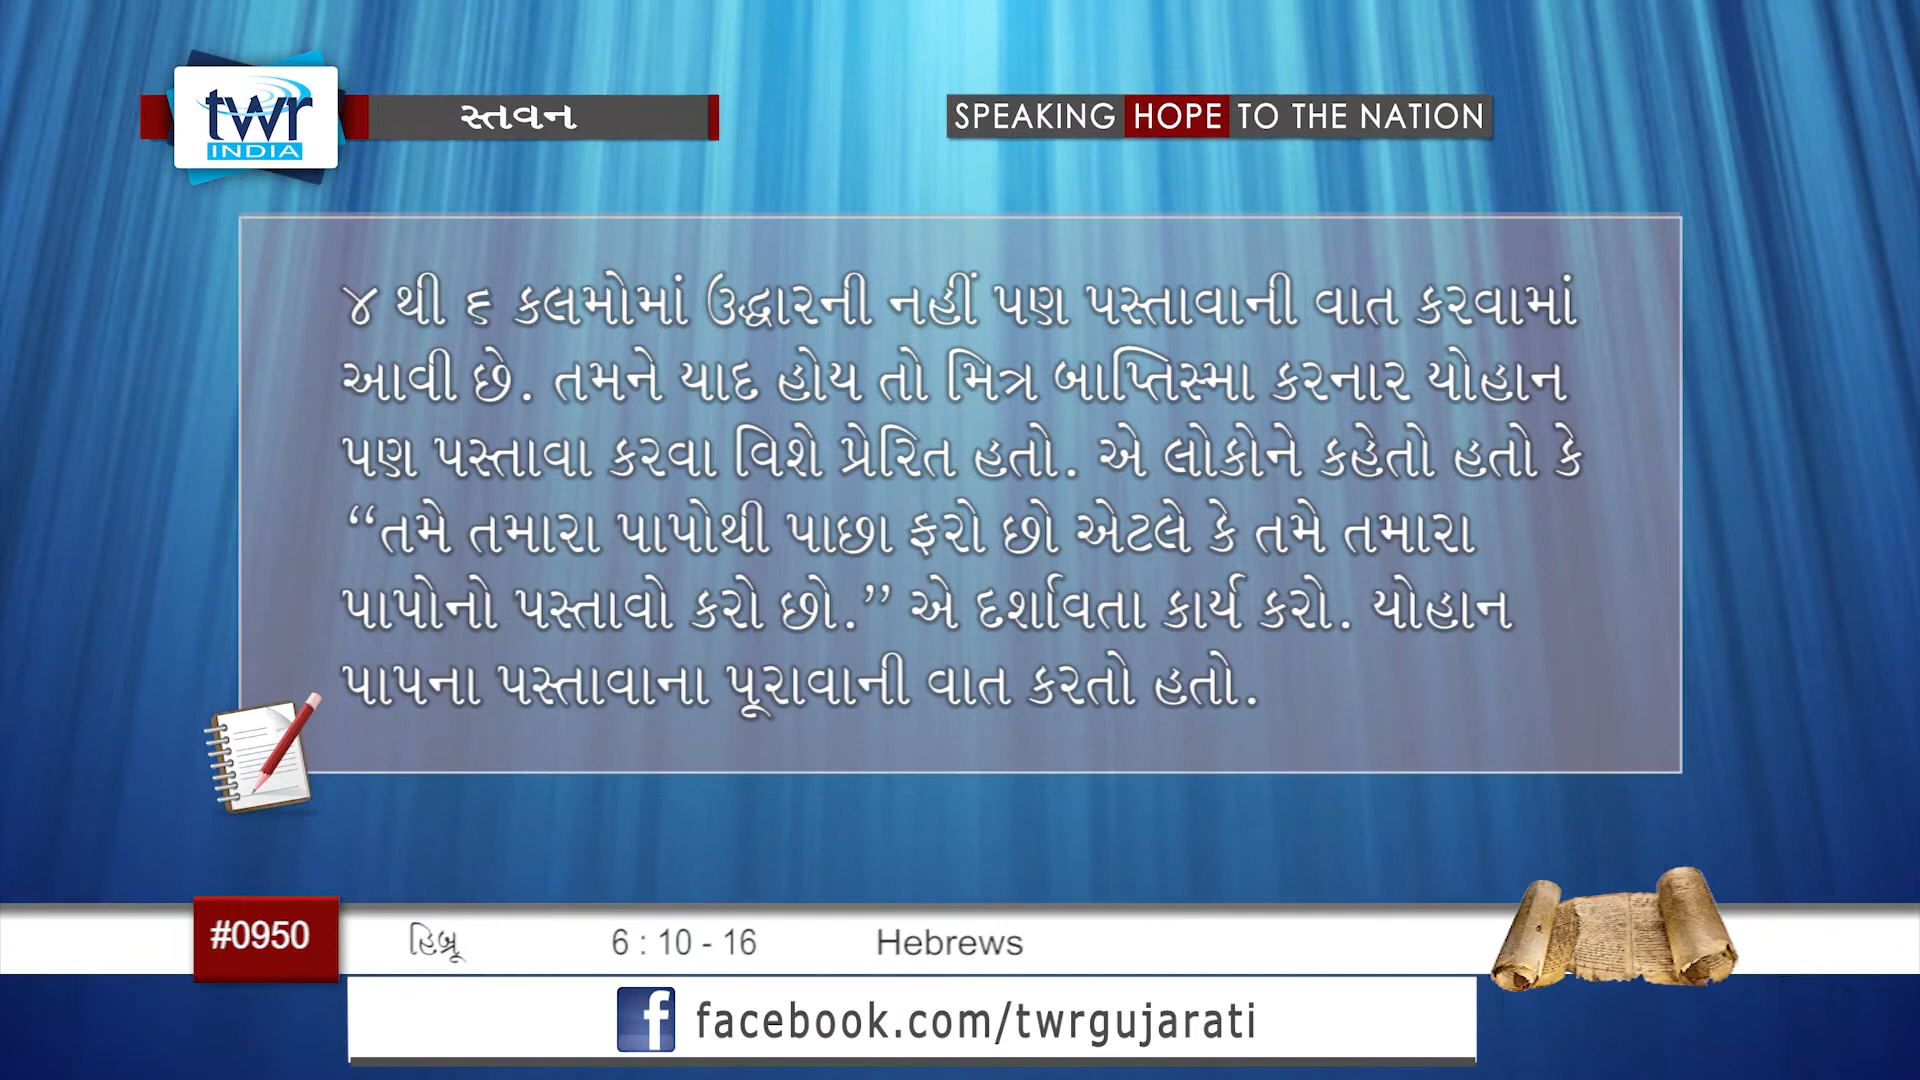 twr
INDIA
સ્તવન
SPEAKING HOPE TO THE NATION
૪ થી ૬ કલમોમાં ઉદ્ધારની નહીં પણ પસ્તાવાની વાત કરવામાં
આવી છે. તમને યાદ હોય તો મિત્ર બાપ્તિસ્મા કરનાર યોહાન
પણ પસ્તાવા કરવા વિશે પ્રેરિત હતો. એ લોકોને કહેતો હતો કે
“તમે તમારા પાપોથી પાછા ફરો છો એટલે કે તમે તમારા
પાપોનો પસ્તાવો કરો છો.” એ દર્શાવતા કાર્ય કરો. યોહાન
પાપના પસ્તાવાના પૂરાવાની વાત કરતો હતો.
#0950 હિબ્રૂ 6 : 10 - 16 Hebrews
facebook.com/twrgujarati